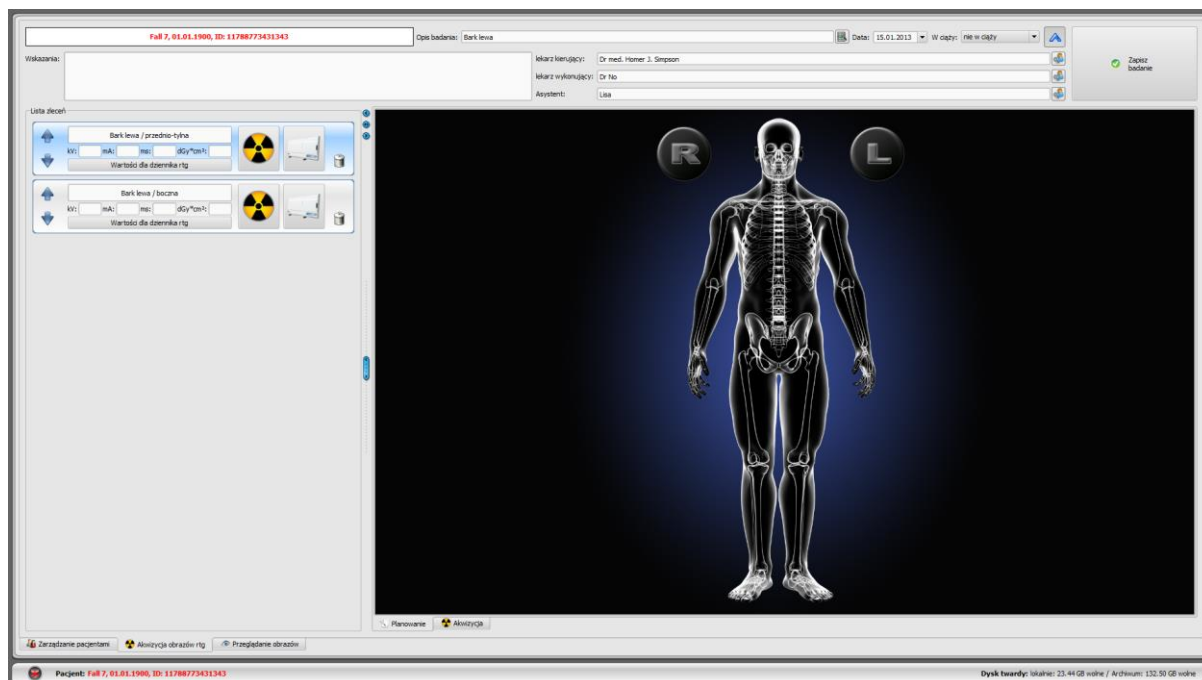 Fall 7, 01.01.1900, ID: 11788773431343
Opis badania: Bark lewa
Data: 15.01.2013
W ciąży: nie w ciąży
Zapisz badanie
Wskazania:
lekarz kierujący: Dr med. Homer J. Simpson
lekarz wykonujący: Dr No
Asystent: Lisa
Lista zleceń
Bark lewa / przednio-tylna
kV: mA: ms: dGy*cm²:
Wartości dla dziennika rtg
Bark lewa / boczna
kV: mA: ms: dGy*cm²:
Wartości dla dziennika rtg
R L
Planowanie Akwizycja
Zarządzanie pacjentami Akwizycja obrazów rtg Przeglądanie obrazów
Pacjent: Fall 7, 01.01.1900, ID: 11788773431343
Dysk twardy: lokalne: 23.44 GB wolne / Archiwum: 132.50 GB wolne